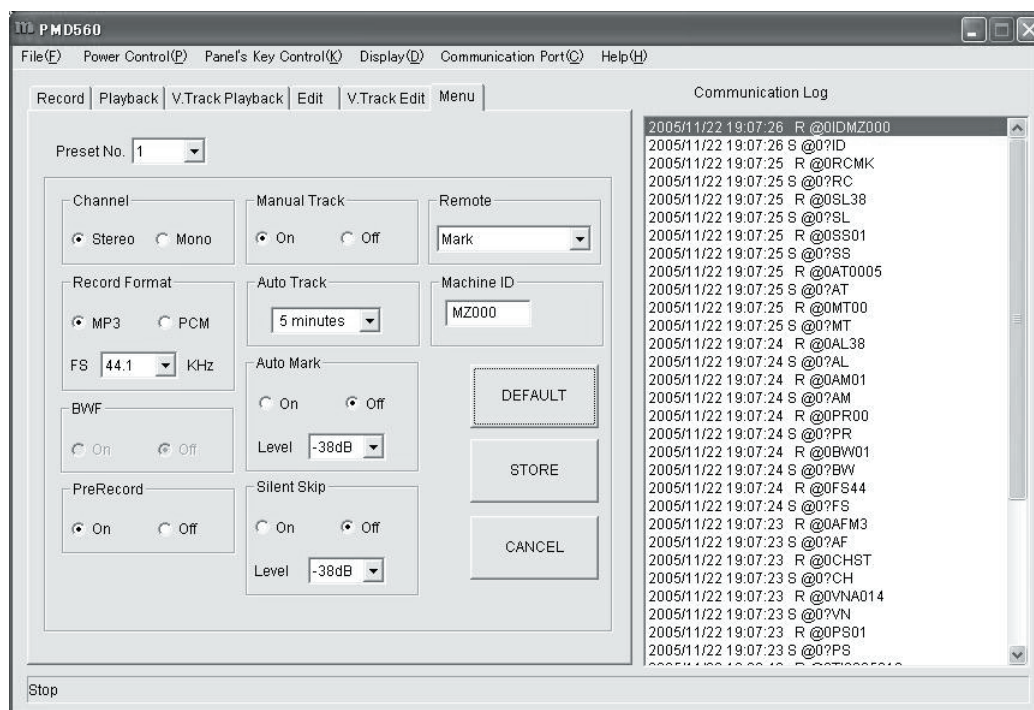 m PMD560
File(F) Power Control(P) Panel's Key Control(K) Display(D) Communication Port(C) Help(H)
Record Playback V.Track Playback Edit V.Track Edit Menu
Preset No. 1
Channel
Stereo Mono
Record Format
MP3 PCM
FS 44.1 KHz
BWF
On Off
PreRecord
On Off
Manual Track
On Off
Auto Track
5 minutes
Auto Mark
On Off
Level -38dB
Silent Skip
On Off
Level -38dB
Remote
Mark
Machine ID
MZ000
DEFAULT
STORE
CANCEL
Communication Log
2005/11/22 19:07:26 R @0IDMZ000
2005/11/22 19:07:26 S @0?ID
2005/11/22 19:07:25 R @0RCMK
2005/11/22 19:07:25 S @0?RC
2005/11/22 19:07:25 R @0SL38
2005/11/22 19:07:25 S @0?SL
2005/11/22 19:07:25 R @0SS01
2005/11/22 19:07:25 S @0?SS
2005/11/22 19:07:25 R @0AT0005
2005/11/22 19:07:25 S @0?AT
2005/11/22 19:07:25 R @0MT00
2005/11/22 19:07:25 S @0?MT
2005/11/22 19:07:24 R @0AL38
2005/11/22 19:07:24 S @0?AL
2005/11/22 19:07:24 R @0AM01
2005/11/22 19:07:24 S @0?AM
2005/11/22 19:07:24 R @0PR00
2005/11/22 19:07:24 S @0?PR
2005/11/22 19:07:24 R @0BW01
2005/11/22 19:07:24 S @0?BW
2005/11/22 19:07:24 R @0FS44
2005/11/22 19:07:24 S @0?FS
2005/11/22 19:07:23 R @0AFM3
2005/11/22 19:07:23 S @0?AF
2005/11/22 19:07:23 R @0CHST
2005/11/22 19:07:23 S @0?CH
2005/11/22 19:07:23 R @0VNA014
2005/11/22 19:07:23 S @0?VN
2005/11/22 19:07:23 R @0PS01
2005/11/22 19:07:23 S @0?PS
Stop